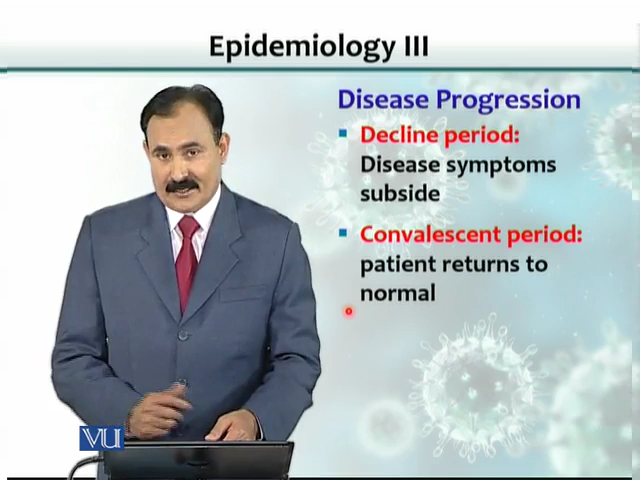 Epidemiology III
Disease Progression
Decline period:
Disease symptoms
subside
Convalescent period:
patient returns to
normal
VU